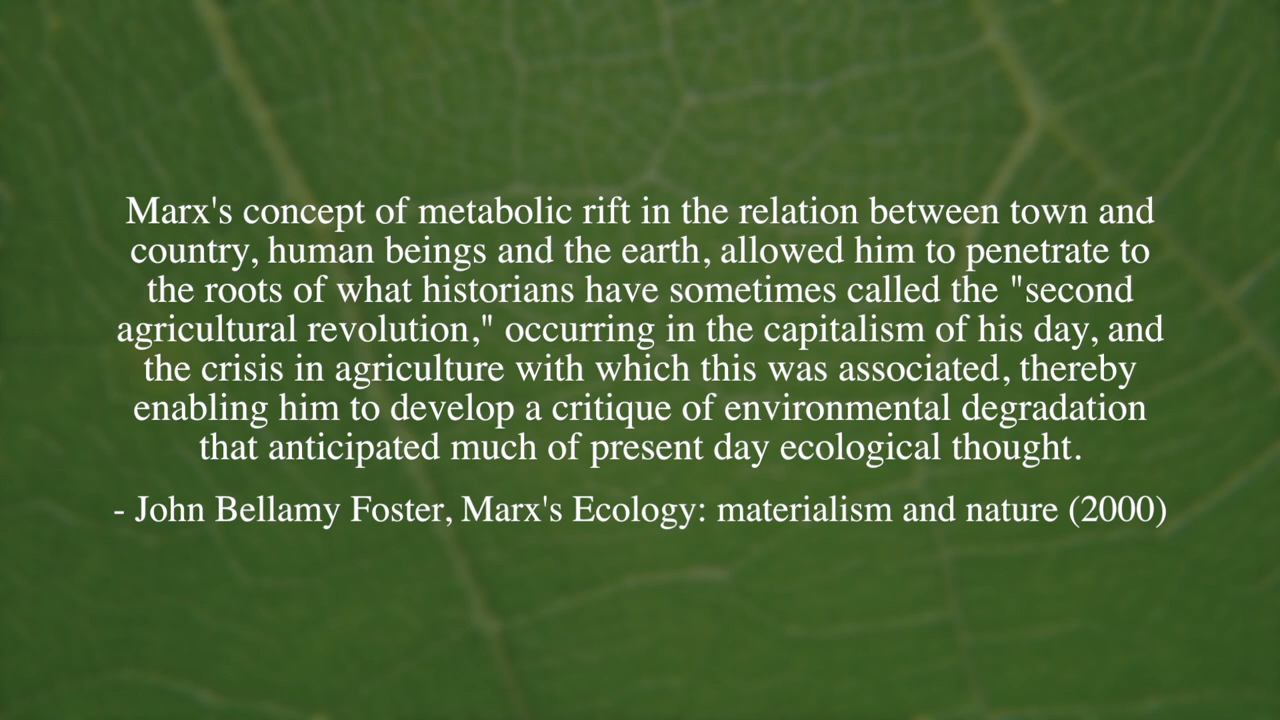 Marx's concept of metabolic rift in the relation between town and
country, human beings and the earth, allowed him to penetrate to
the roots of what historians have sometimes called the "second
agricultural revolution," occurring in the capitalism of his day, and
the crisis in agriculture with which this was associated, thereby
enabling him to develop a critique of environmental degradation
that anticipated much of present day ecological thought.
- John Bellamy Foster, Marx's Ecology: materialism and nature (2000)